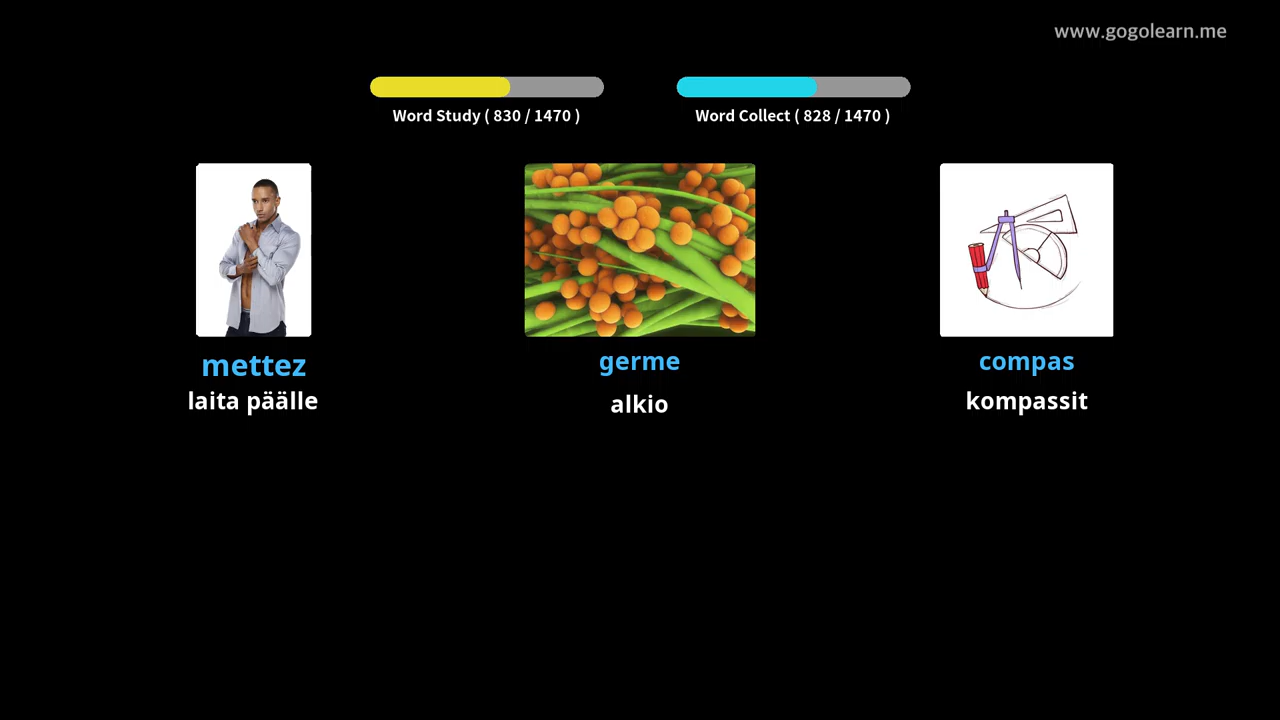 www.gogolearn.me
Word Study ( 830 / 1470 )
Word Collect ( 828 / 1470 )
mettez
laita päälle
germe
alkio
compas
kompassit